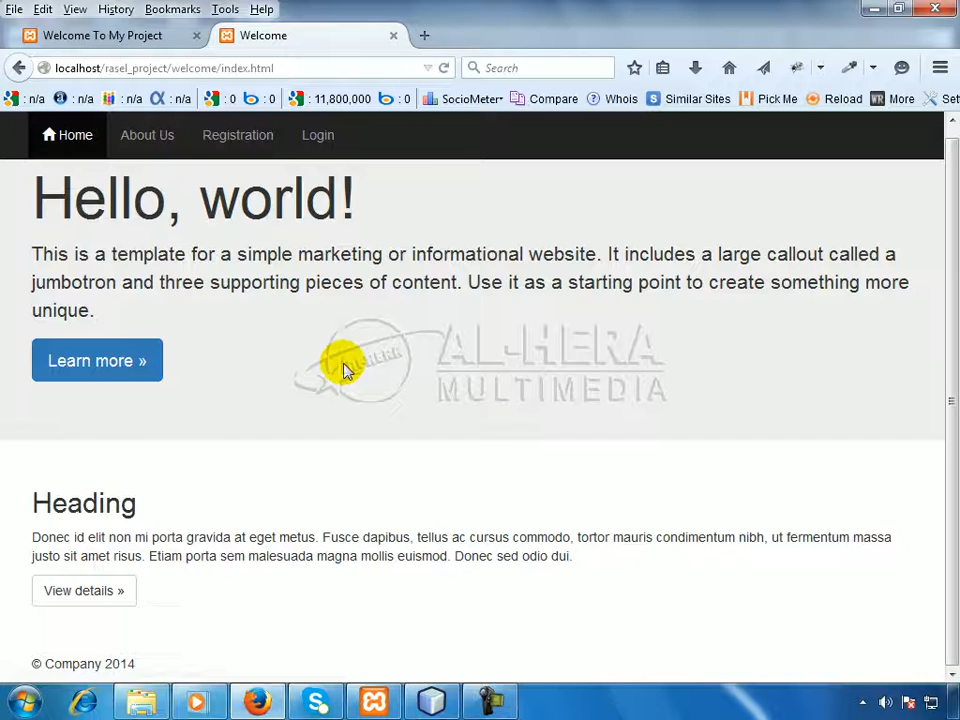 File Edit View History Bookmarks Tools Help
Welcome To My Project × Welcome × +
localhost/rasel_project/welcome/index.html Search
: n/a : n/a : n/a : n/a : 0 : 0 : 11,800,000 : 0 SocioMeter Compare Whois Similar Sites Pick Me Reload WR More Set
Home About Us Registration Login
Hello, world!
This is a template for a simple marketing or informational website. It includes a large callout called a
jumbotron and three supporting pieces of content. Use it as a starting point to create something more
unique.
Learn more »
AL-HERA
AL-HERA
MULTIMEDIA
Heading
Donec id elit non mi porta gravida at eget metus. Fusce dapibus, tellus ac cursus commodo, tortor mauris condimentum nibh, ut fermentum massa
justo sit amet risus. Etiam porta sem malesuada magna mollis euismod. Donec sed odio dui.
View details »
© Company 2014